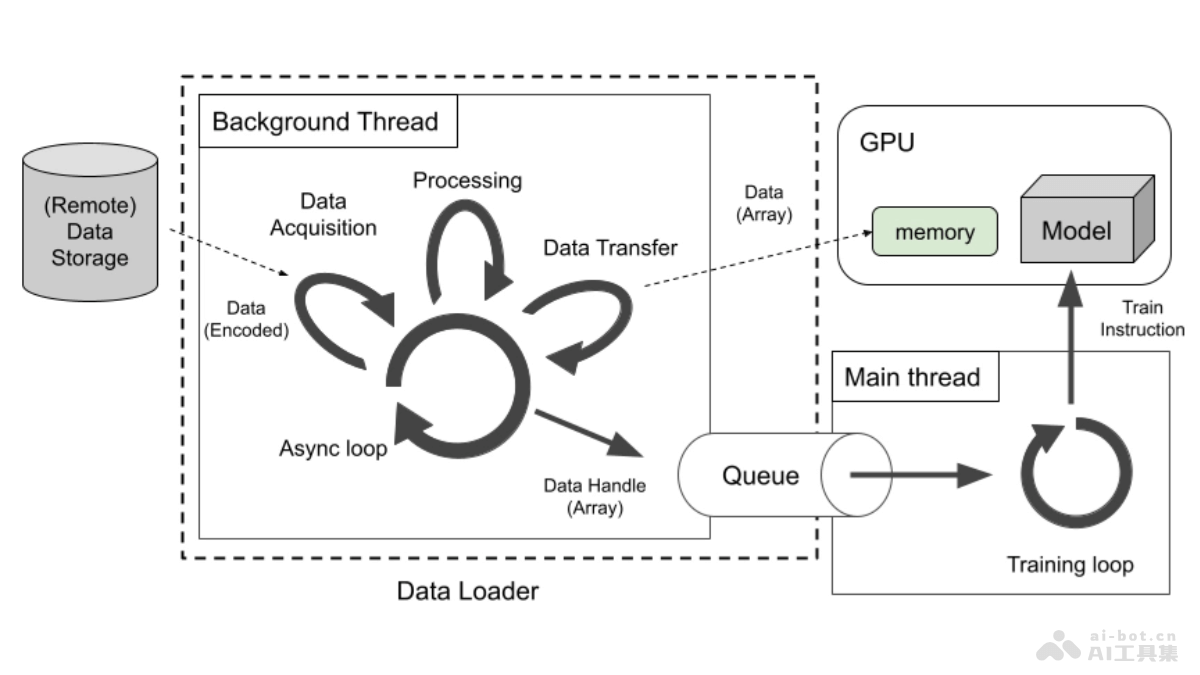 Background Thread
(Remote)
Data
Storage
Data
(Encoded)
Data
Acquisition
Processing
Data Transfer
Async loop
Data Handle
(Array)
Queue
Data Loader
Data
(Array)
GPU
memory
Model
Train
Instruction
Main thread
Training loop
ai-bot.cn
AI工具集